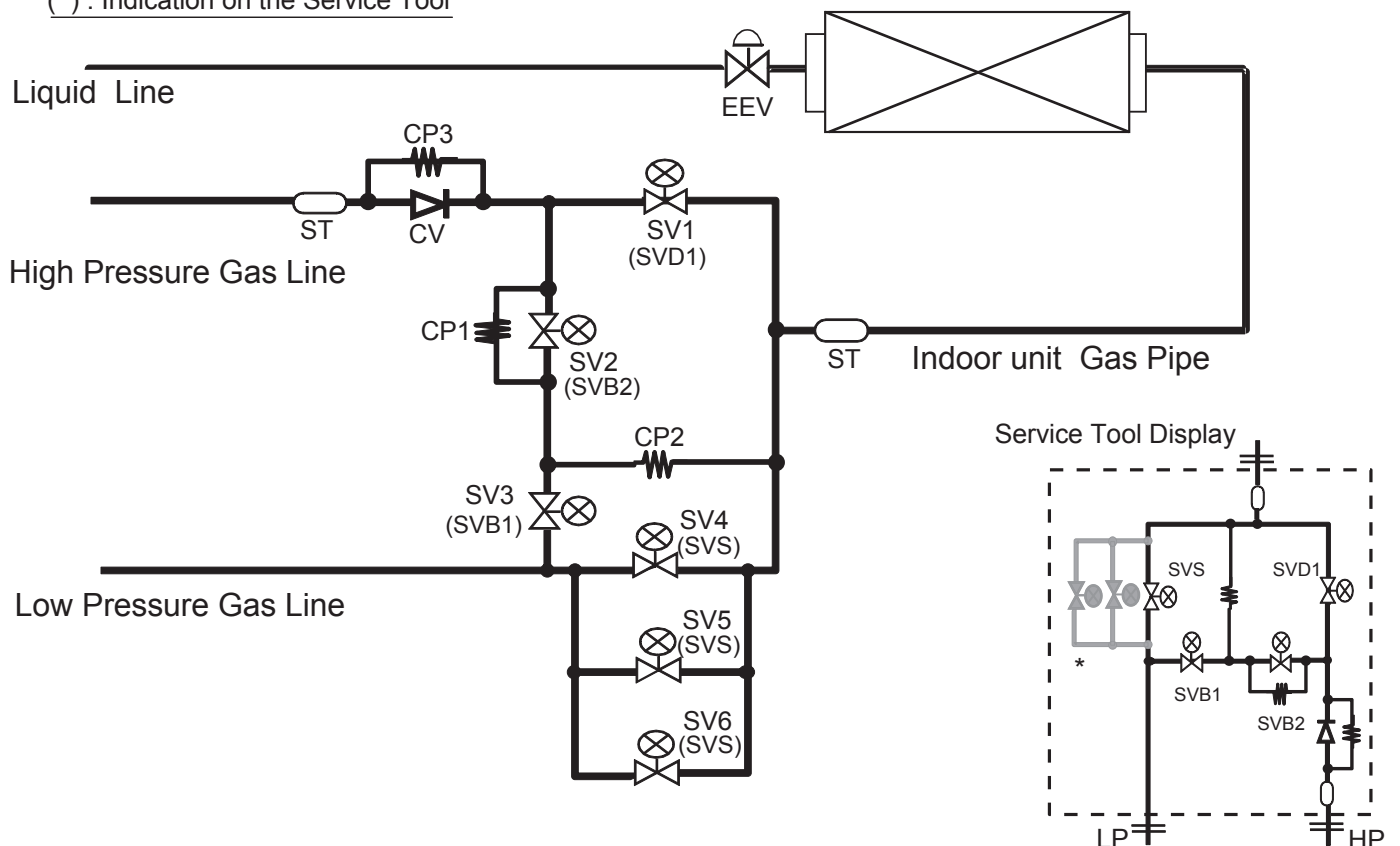 ( ) : Indication on the Service Tool
Liquid Line
EEV
CP3
ST
CV
SV1
(SVD1)
High Pressure Gas Line
CP1
SV2
(SVB2)
ST
Indoor unit Gas Pipe
CP2
SV3
(SVB1)
SV4
(SVS)
Low Pressure Gas Line
SV5
(SVS)
SV6
(SVS)
Service Tool Display
SVS
SVD1
*
SVB1
SVB2
LP
HP